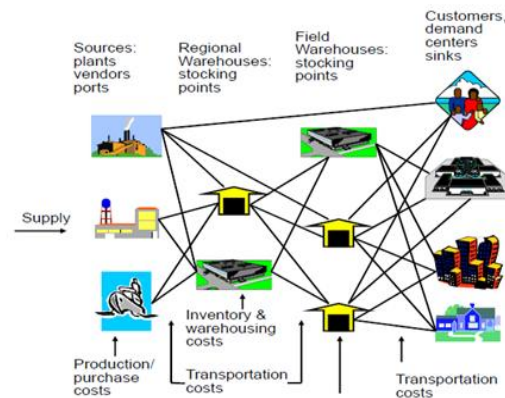 Sources:
plants
vendors
ports
Regional
Warehouses:
stocking
points
Field
Warehouses:
stocking
points
Customers,
demand
centers
sinks
Supply
Inventory &
warehousing
costs
Production/
purchase
costs
Transportation
costs
Transportation
costs